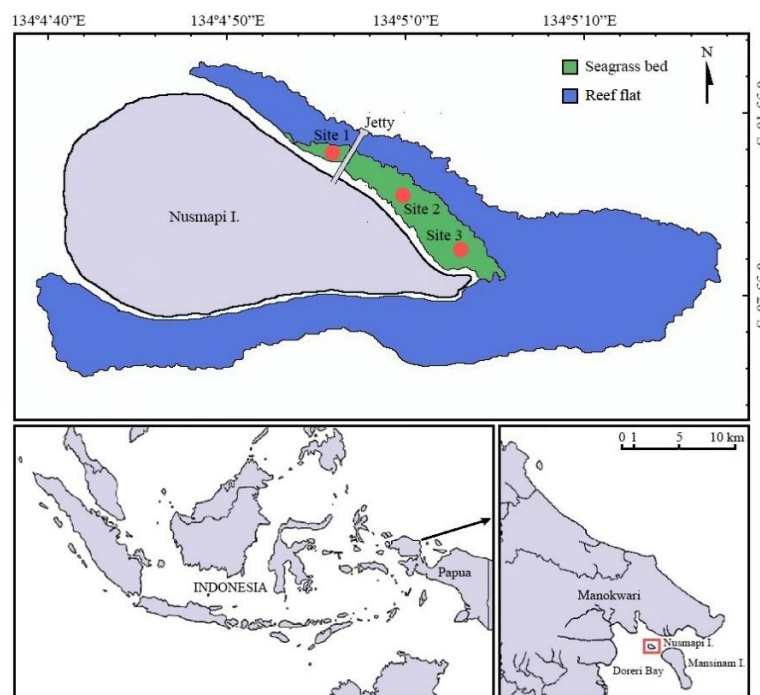 134°4'40"E 134°4'50"E 134°5'0"E 134°5'10"E
N
Seagrass bed
Reef flat
Jetty
Site 1
Nusmapi I.
Site 2
Site 3
INDONESIA
Papua
0 1 5 10 km
Manokwari
Nusmapi I.
Mansinam I.
Doreri Bay